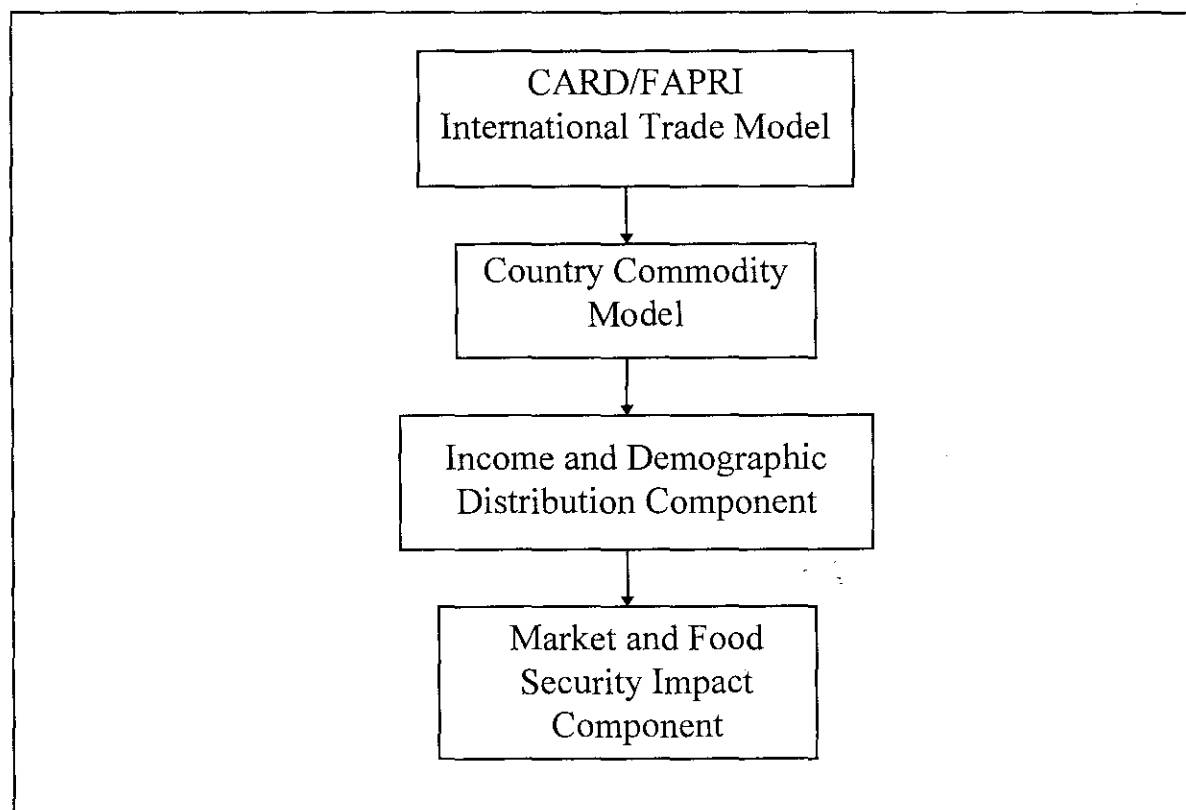 CARD/FAPRI
International Trade Model
Country Commodity
Model
Income and Demographic
Distribution Component
Market and Food
Security Impact
Component